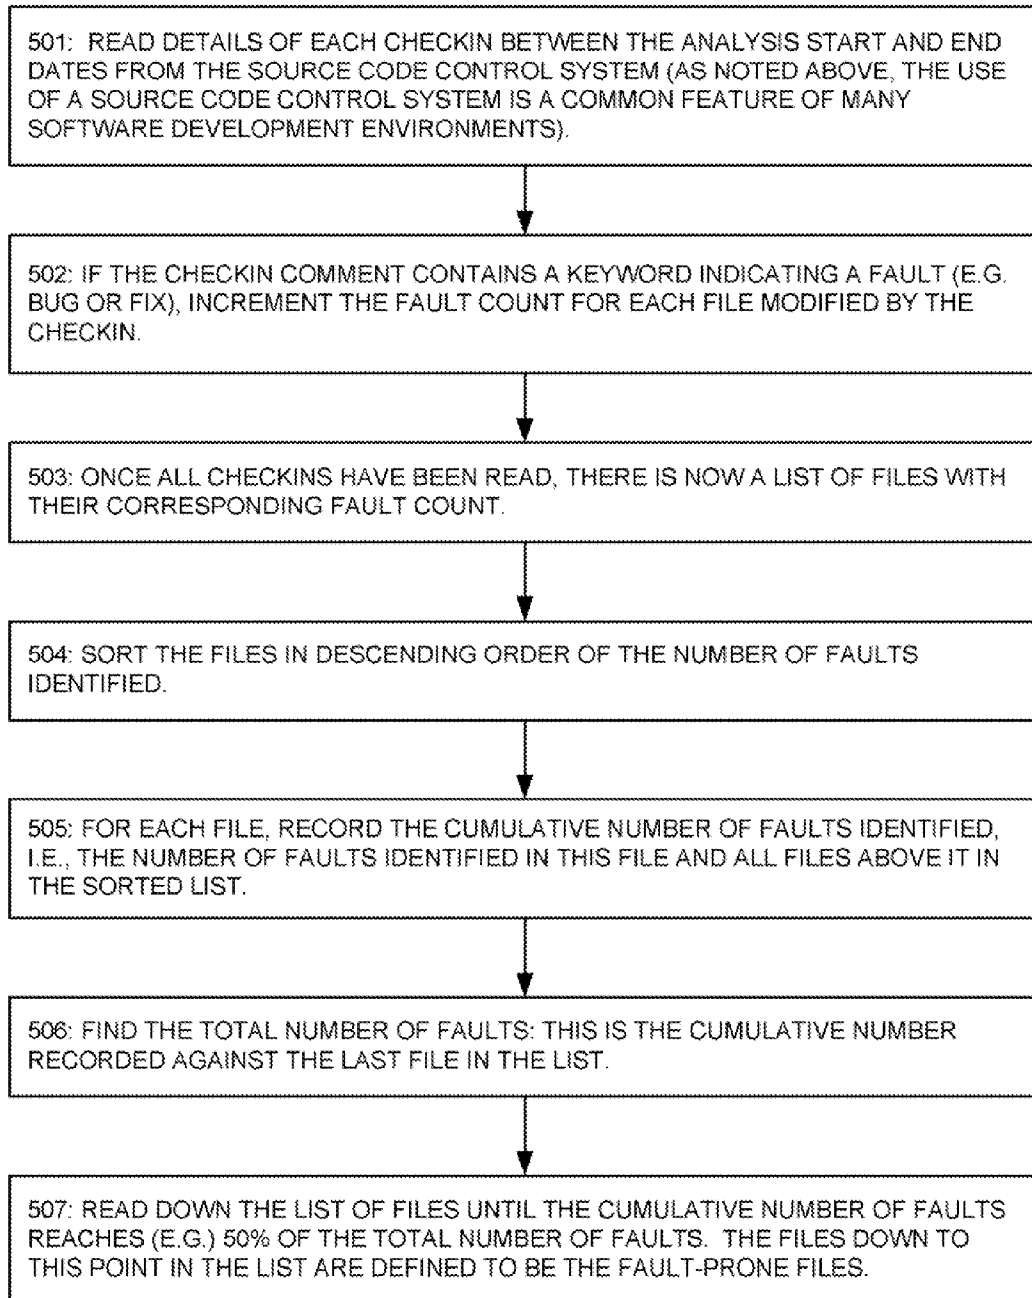 501: READ DETAILS OF EACH CHECKIN BETWEEN THE ANALYSIS START AND END
DATES FROM THE SOURCE CODE CONTROL SYSTEM (AS NOTED ABOVE, THE USE
OF A SOURCE CODE CONTROL SYSTEM IS A COMMON FEATURE OF MANY
SOFTWARE DEVELOPMENT ENVIRONMENTS).
502: IF THE CHECKIN COMMENT CONTAINS A KEYWORD INDICATING A FAULT (E.G.
BUG OR FIX), INCREMENT THE FAULT COUNT FOR EACH FILE MODIFIED BY THE
CHECKIN.
503: ONCE ALL CHECKINS HAVE BEEN READ, THERE IS NOW A LIST OF FILES WITH
THEIR CORRESPONDING FAULT COUNT.
504: SORT THE FILES IN DESCENDING ORDER OF THE NUMBER OF FAULTS
IDENTIFIED.
505: FOR EACH FILE, RECORD THE CUMULATIVE NUMBER OF FAULTS IDENTIFIED,
I.E., THE NUMBER OF FAULTS IDENTIFIED IN THIS FILE AND ALL FILES ABOVE IT IN
THE SORTED LIST.
506: FIND THE TOTAL NUMBER OF FAULTS: THIS IS THE CUMULATIVE NUMBER
RECORDED AGAINST THE LAST FILE IN THE LIST.
507: READ DOWN THE LIST OF FILES UNTIL THE CUMULATIVE NUMBER OF FAULTS
REACHES (E.G.) 50% OF THE TOTAL NUMBER OF FAULTS. THE FILES DOWN TO
THIS POINT IN THE LIST ARE DEFINED TO BE THE FAULT-PRONE FILES.